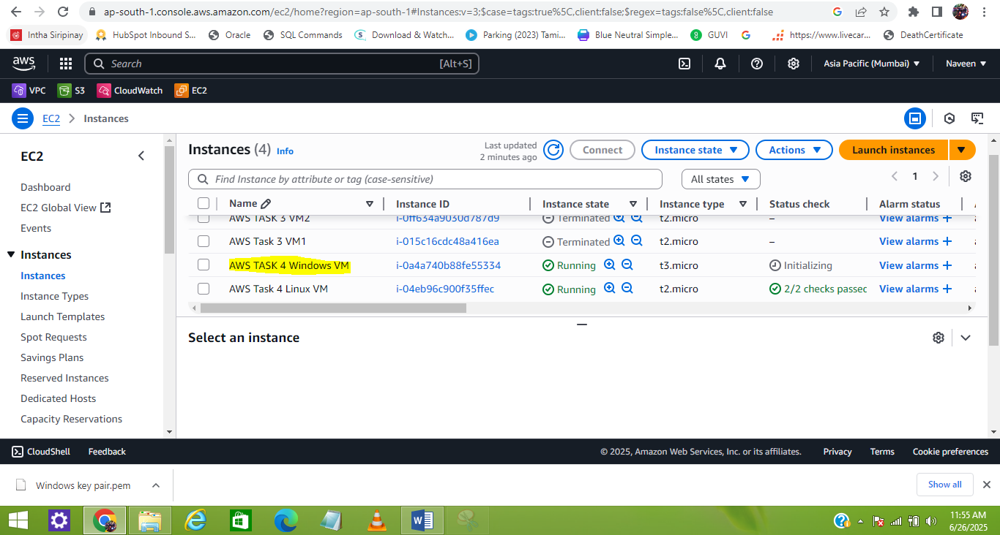 ap-south-1.console.aws.amazon.com/ec2/home?region=ap-south-1#Instances:v=3;$case=tags:true%5C,client:false;$regex=tags:false%5C,client:false
Intha Siripinay HubSpot Inbound S... Oracle SQL Commands Download & Watch... Parking (2023) Tami... Blue Neutral Simple... GUVI https://www.livecar... DeathCertificate
aws Search [Alt+S] Asia Pacific (Mumbai) Naveen
VPC S3 CloudWatch EC2
EC2 Instances
EC2
Dashboard
EC2 Global View
Events
Instances
Instances
Instance Types
Launch Templates
Spot Requests
Savings Plans
Reserved Instances
Dedicated Hosts
Capacity Reservations
Instances (4) Info
Last updated
2 minutes ago
Connect Instance state Actions Launch instances
Find Instance by attribute or tag (case-sensitive) All states 1
Name Instance ID Instance state Instance type Status check Alarm status
AWS TASK 3 VM2 i-0ff634a9030d787d9 Terminated t2.micro – View alarms +
AWS Task 3 VM1 i-015c16cdc48a416ea Terminated t2.micro – View alarms +
AWS TASK 4 Windows VM i-0a4a740b88fe55334 Running t3.micro Initializing View alarms +
AWS Task 4 Linux VM i-04eb96c900f35ffec Running t2.micro 2/2 checks passec View alarms +
Select an instance
CloudShell Feedback © 2025, Amazon Web Services, Inc. or its affiliates. Privacy Terms Cookie preferences
Windows key pair.pem Show all
11:55 AM
6/26/2025